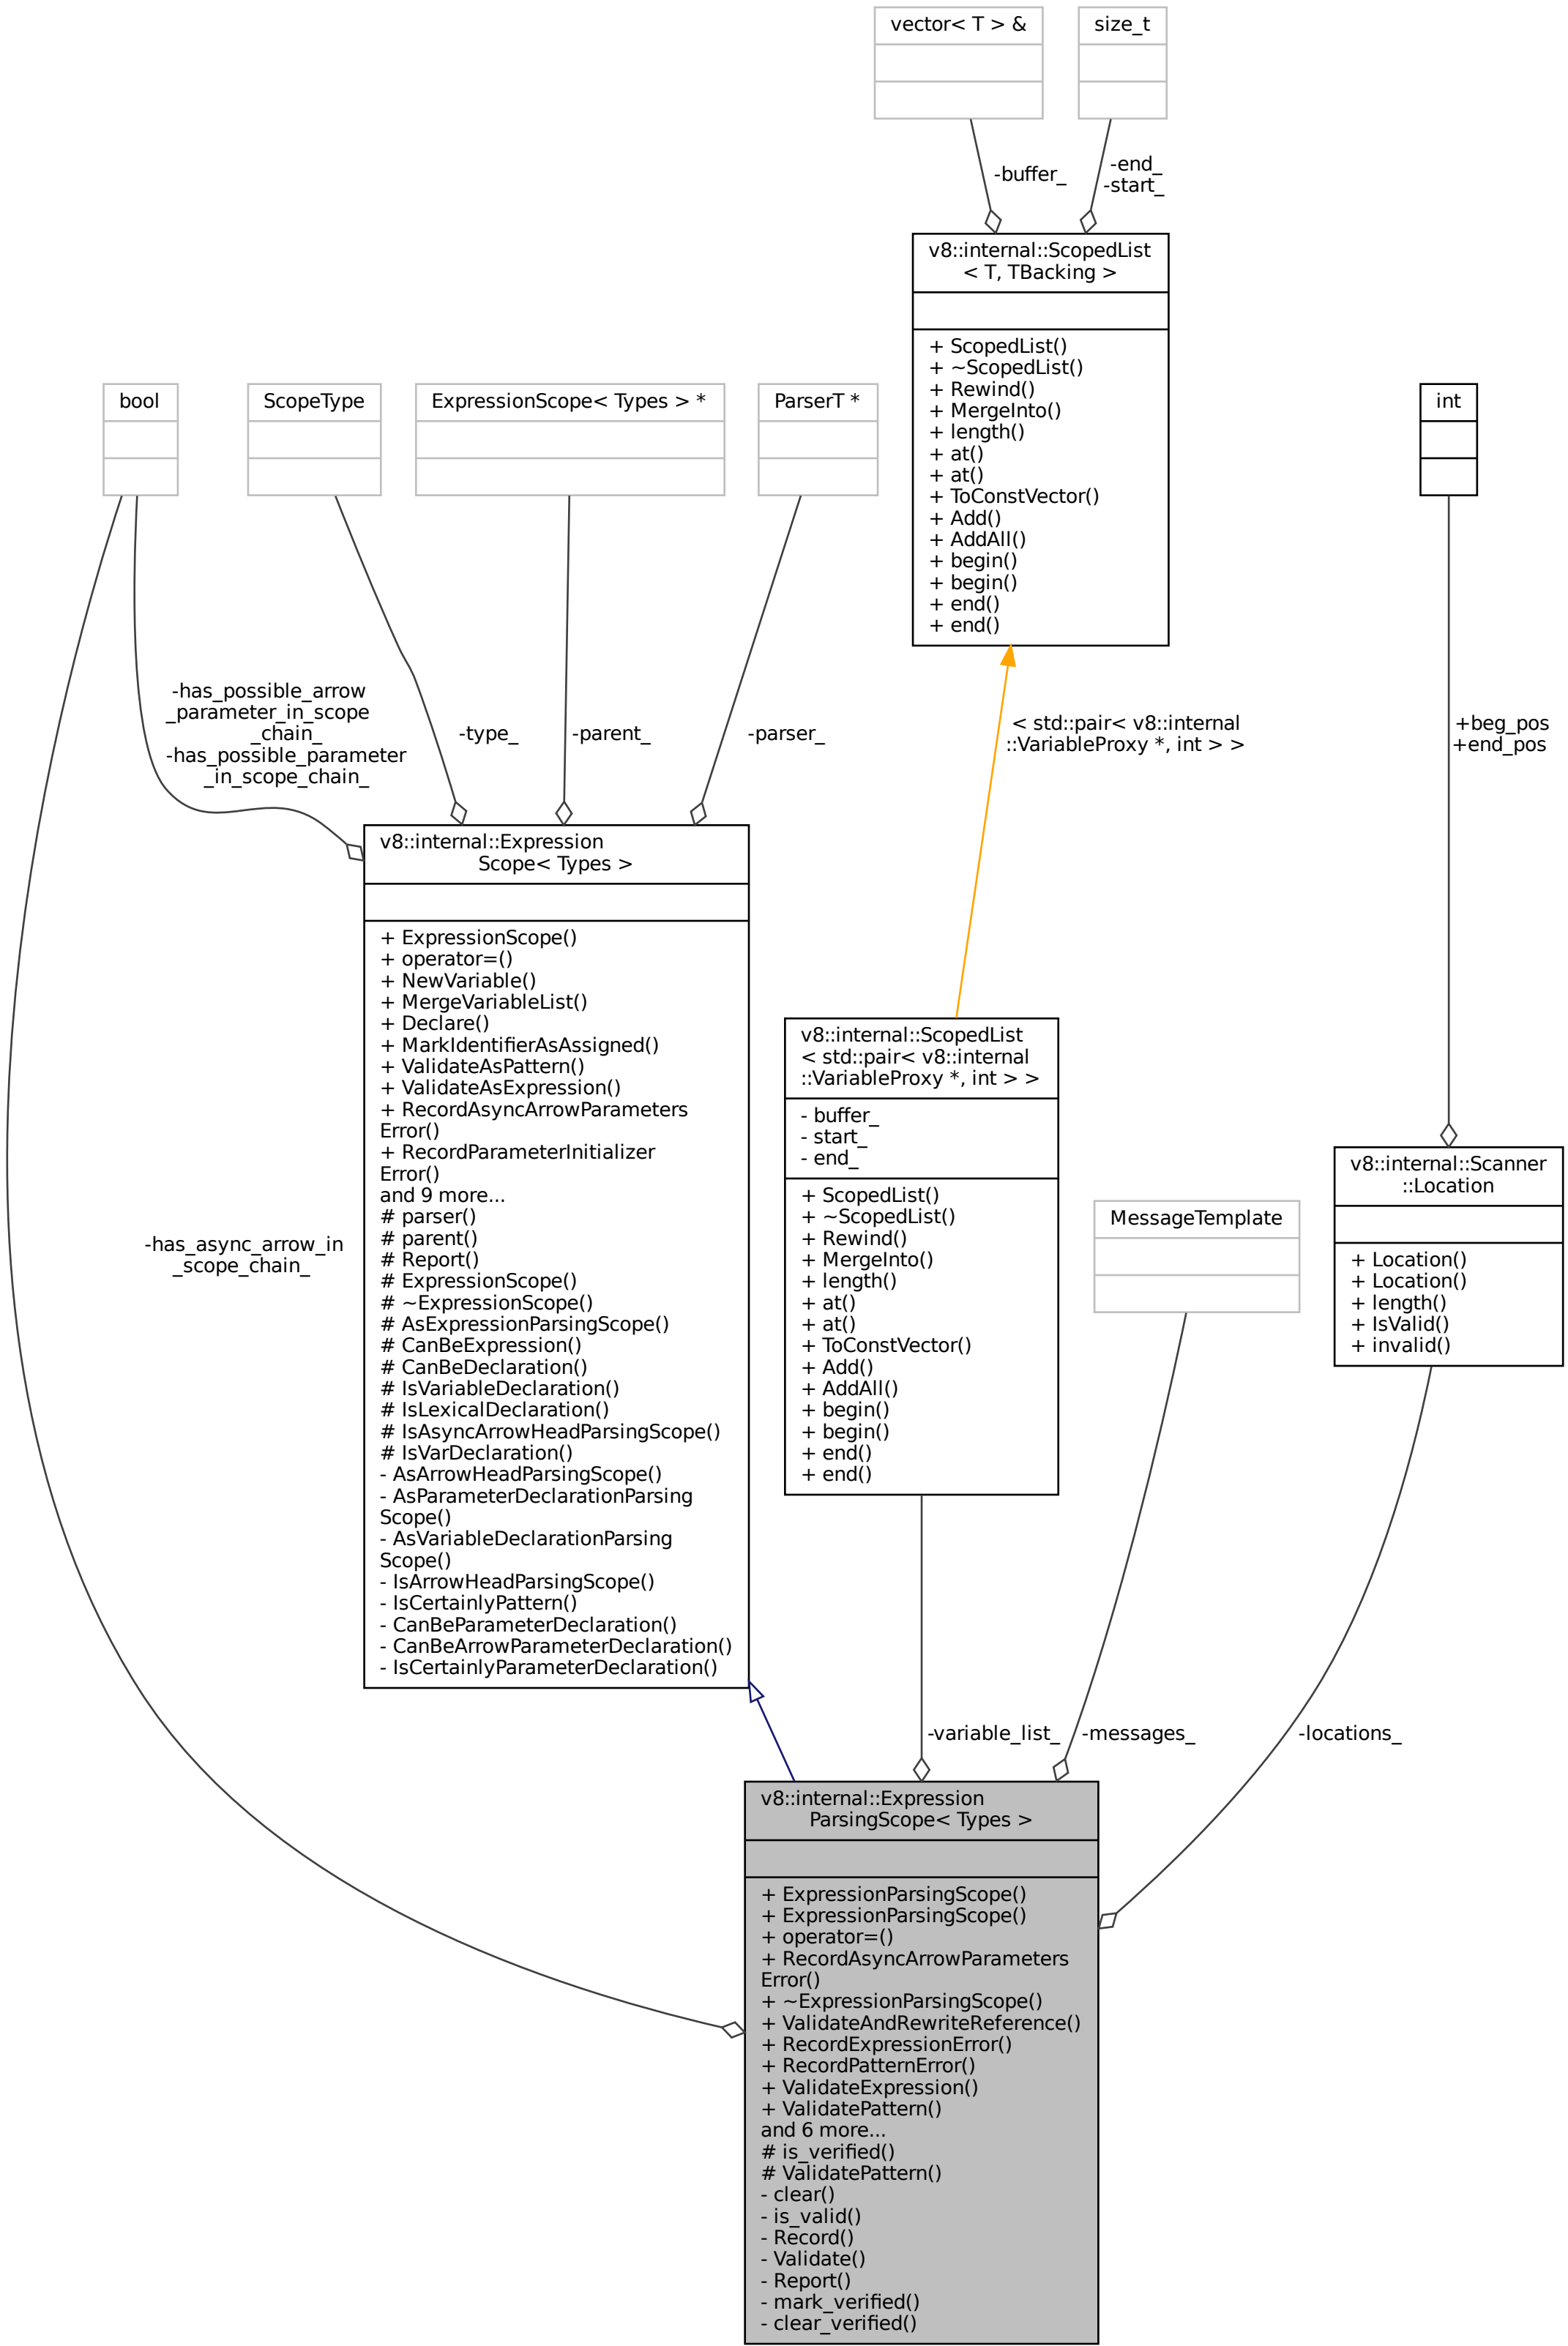 vector< T > &
size_t
-buffer_
-end_
-start_
v8::internal::ScopedList
< T, TBacking >
+ ScopedList()
+ ~ScopedList()
+ Rewind()
+ MergeInto()
+ length()
+ at()
+ at()
+ ToConstVector()
+ Add()
+ AddAll()
+ begin()
+ begin()
+ end()
+ end()
bool
ScopeType
ExpressionScope< Types > *
ParserT *
int
-has_possible_arrow
_parameter_in_scope
_chain_
-has_possible_parameter
_in_scope_chain_
-type_
-parent_
-parser_
< std::pair< v8::internal
::VariableProxy *, int > >
+beg_pos
+end_pos
v8::internal::Expression
Scope< Types >
+ ExpressionScope()
+ operator=()
+ NewVariable()
+ MergeVariableList()
+ Declare()
+ MarkIdentifierAsAssigned()
+ ValidateAsPattern()
+ ValidateAsExpression()
+ RecordAsyncArrowParameters
Error()
+ RecordParameterInitializer
Error()
and 9 more...
# parser()
# parent()
# Report()
# ExpressionScope()
# ~ExpressionScope()
# AsExpressionParsingScope()
# CanBeExpression()
# CanBeDeclaration()
# IsVariableDeclaration()
# IsLexicalDeclaration()
# IsAsyncArrowHeadParsingScope()
# IsVarDeclaration()
- AsArrowHeadParsingScope()
- AsParameterDeclarationParsing
Scope()
- AsVariableDeclarationParsing
Scope()
- IsArrowHeadParsingScope()
- IsCertainlyPattern()
- CanBeParameterDeclaration()
- CanBeArrowParameterDeclaration()
- IsCertainlyParameterDeclaration()
v8::internal::ScopedList
< std::pair< v8::internal
::VariableProxy *, int > >
- buffer_
- start_
- end_
+ ScopedList()
+ ~ScopedList()
+ Rewind()
+ MergeInto()
+ length()
+ at()
+ at()
+ ToConstVector()
+ Add()
+ AddAll()
+ begin()
+ begin()
+ end()
+ end()
MessageTemplate
v8::internal::Scanner
::Location
+ Location()
+ Location()
+ length()
+ IsValid()
+ invalid()
-has_async_arrow_in
_scope_chain_
-variable_list_
-messages_
-locations_
v8::internal::Expression
ParsingScope< Types >
+ ExpressionParsingScope()
+ ExpressionParsingScope()
+ operator=()
+ RecordAsyncArrowParameters
Error()
+ ~ExpressionParsingScope()
+ ValidateAndRewriteReference()
+ RecordExpressionError()
+ RecordPatternError()
+ ValidateExpression()
+ ValidatePattern()
and 6 more...
# is_verified()
# ValidatePattern()
- clear()
- is_valid()
- Record()
- Validate()
- Report()
- mark_verified()
- clear_verified()